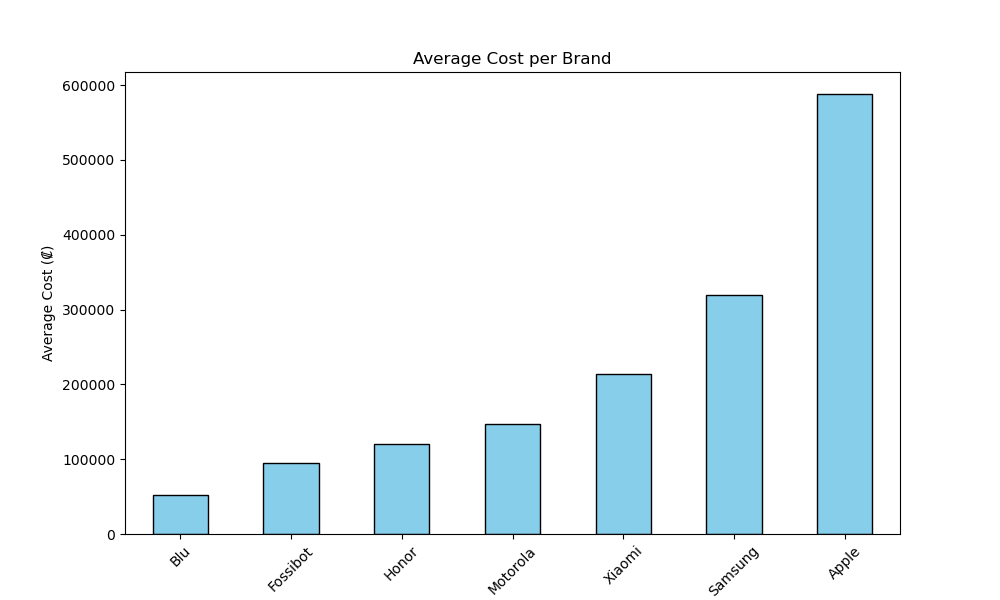 Average Cost per Brand
Average Cost (₡)
600000
500000
400000
300000
200000
100000
0
Blu
Fossibot
Honor
Motorola
Xiaomi
Samsung
Apple